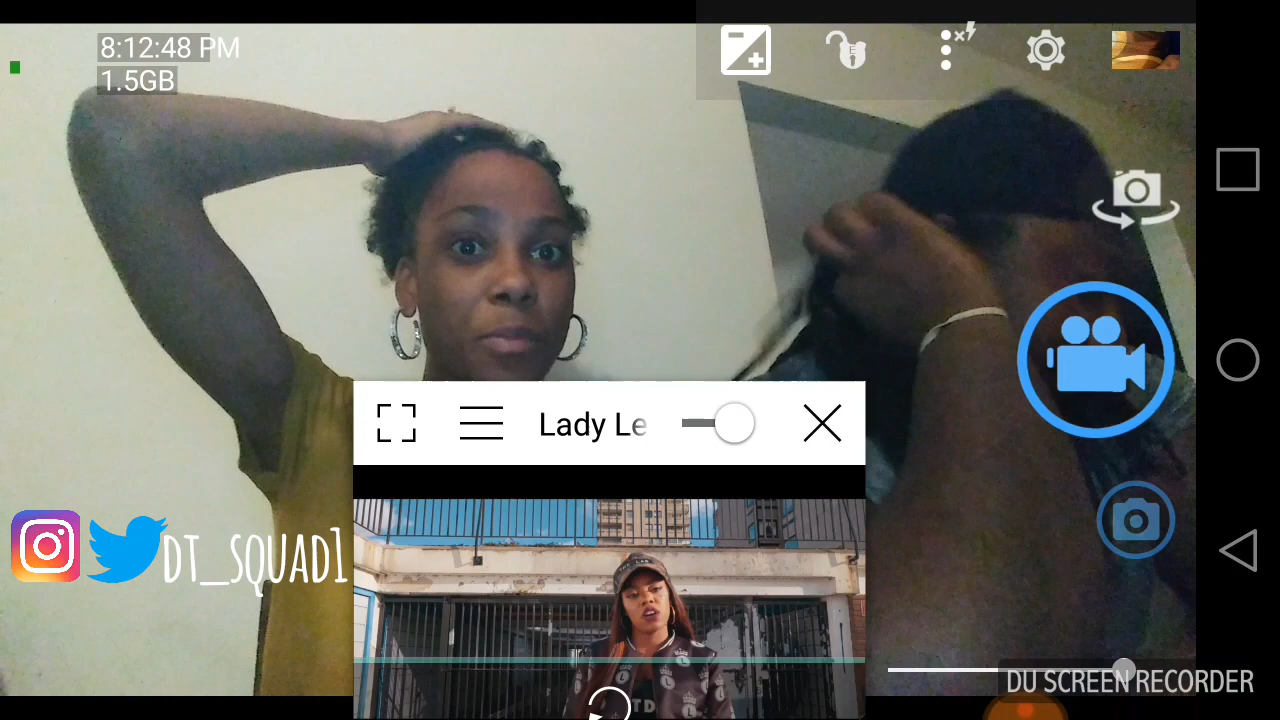 8:12:48 PM
1.5GB
Lady Le
DT_SQUAD1
DU SCREEN RECORDER